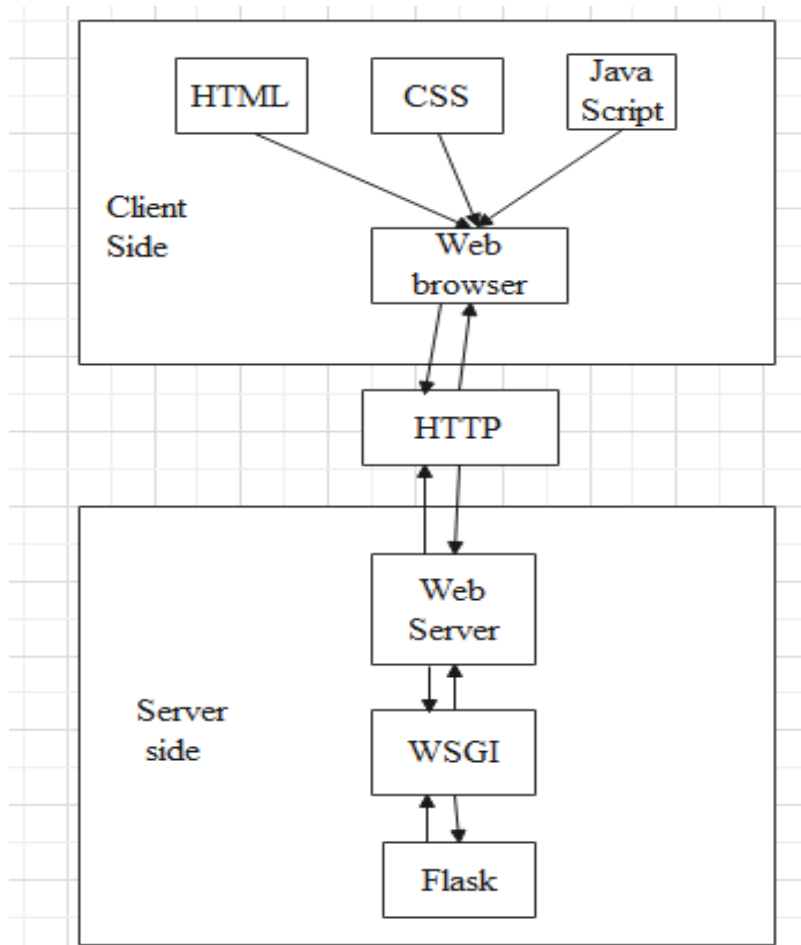 HTML
CSS
Java
Script
Client
Side
Web
browser
HTTP
Web
Server
Server
side
WSGI
Flask